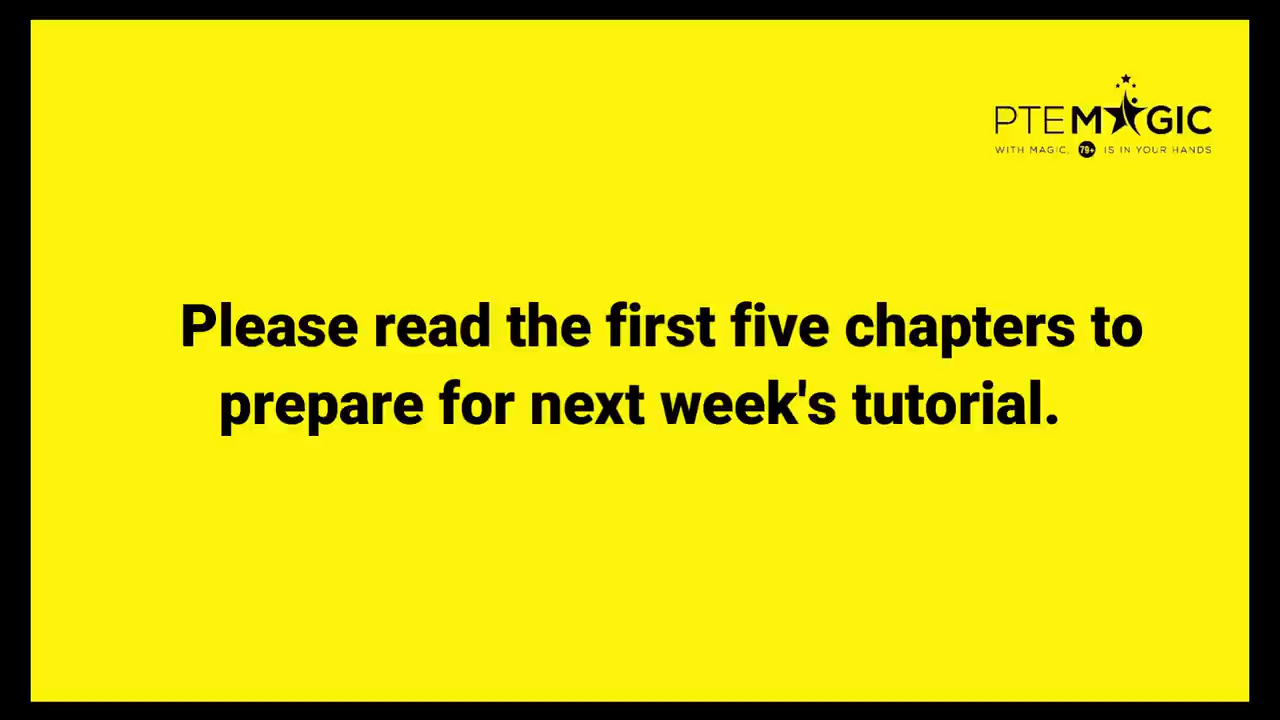 PTEMAGIC
WITH MAGIC, 79+ IS IN YOUR HANDS
Please read the first five chapters to
prepare for next week's tutorial.